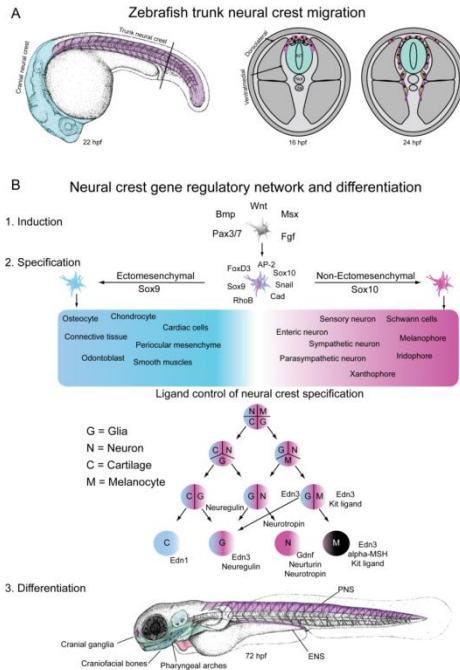 A
Zebrafish trunk neural crest migration
Trunk neural crest
Cranial neural crest
22 hpf
Dorsolateral
Ventromedial
Not
16 hpf
24 hpf
B
Neural crest gene regulatory network and differentiation
1. Induction
Wnt
Bmp
Msx
Pax3/7
Fgf
2. Specification
Ectomesenchymal
Sox9
FoxD3
AP-2
Sox10
Sox9
Snail
RhoB
Cad
Non-Ectomesenchymal
Sox10
Osteocyte
Chondrocyte
Cardiac cells
Connective tissue
Periocular mesenchyme
Odontoblast
Smooth muscles
Sensory neuron
Schwann cells
Enteric neuron
Melanophore
Sympathetic neuron
Parasympathetic neuron
Iridophore
Xanthophore
Ligand control of neural crest specification
G = Glia
N = Neuron
C = Cartilage
M = Melanocyte
N M
C G
C N
G
G N
M
C G
Neuregulin
G N
Edn3
G M
Edn3
Kit ligand
Neurotropin
C
G
N
M
Edn1
Edn3
Neuregulin
Gdnf
Neurturin
Neurotropin
Edn3
alpha-MSH
Kit ligand
3. Differentiation
PNS
Cranial ganglia
Craniofacial bones
Pharyngeal arches
72 hpf
ENS